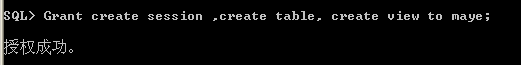 SQL> Grant create session ,create table, create view to maye;
授权成功。